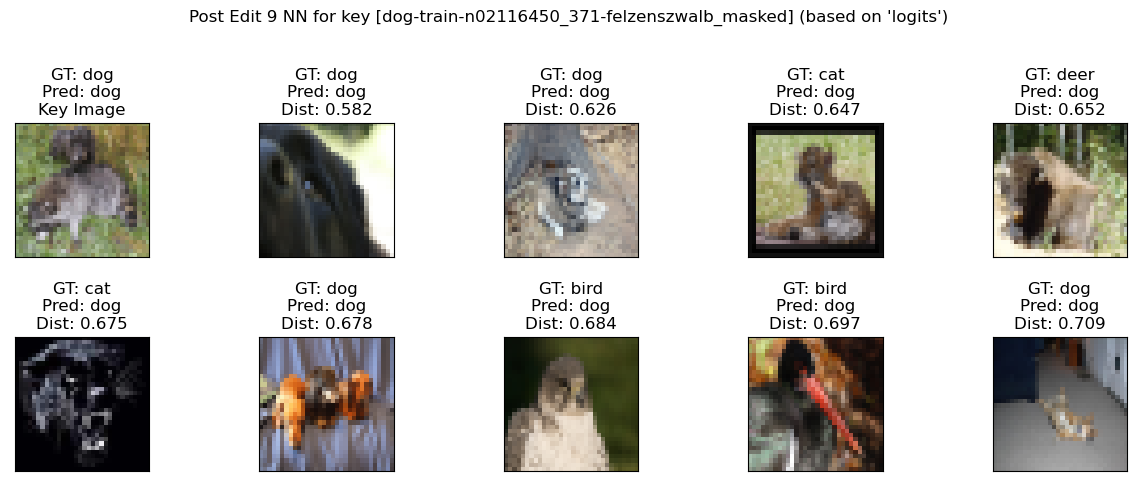 Post Edit 9 NN for key [dog-train-n02116450_371-felzenszwalb_masked] (based on 'logits')
GT: dog
Pred: dog
Key Image
GT: dog
Pred: dog
Dist: 0.582
GT: dog
Pred: dog
Dist: 0.626
GT: cat
Pred: dog
Dist: 0.647
GT: deer
Pred: dog
Dist: 0.652
GT: cat
Pred: dog
Dist: 0.675
GT: dog
Pred: dog
Dist: 0.678
GT: bird
Pred: dog
Dist: 0.684
GT: bird
Pred: dog
Dist: 0.697
GT: dog
Pred: dog
Dist: 0.709